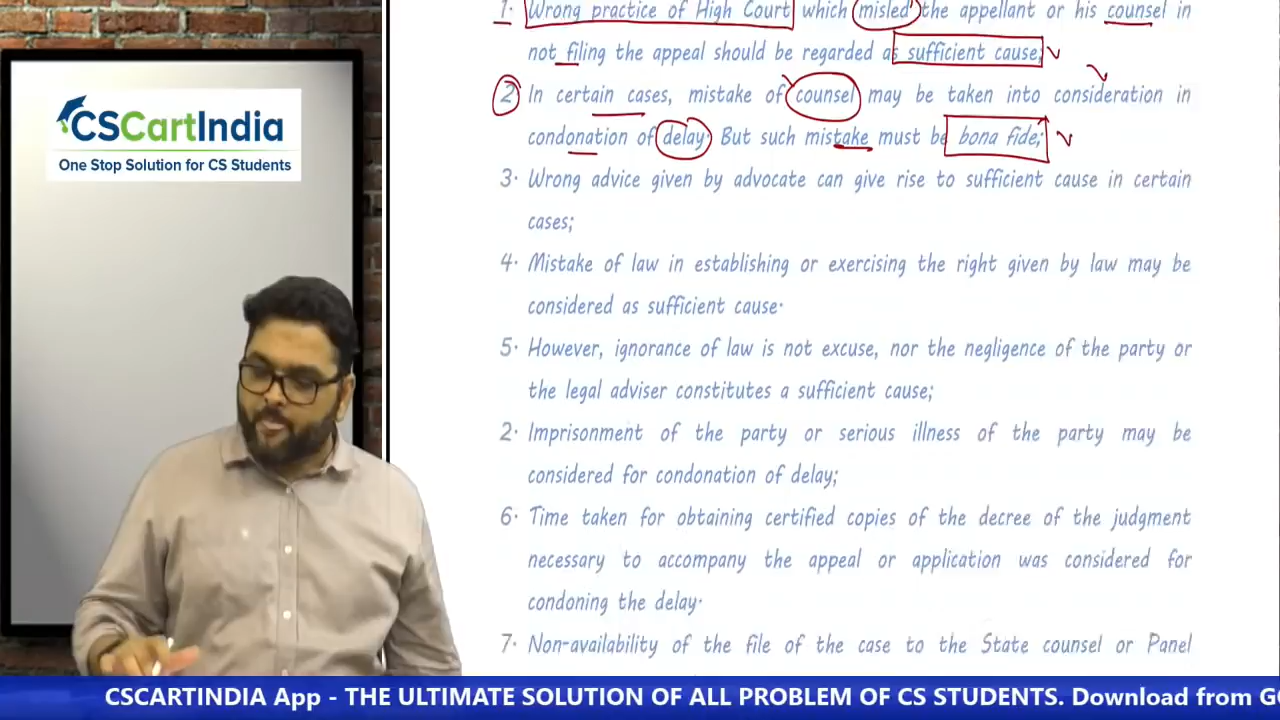 CSCartIndia
One Stop Solution for CS Students
1. Wrong practice of High Court which misled the appellant or his counsel in
not filing the appeal should be regarded as sufficient cause;
2. In certain cases, mistake of counsel may be taken into consideration in
condonation of delay. But such mistake must be bona fide;
3. Wrong advice given by advocate can give rise to sufficient cause in certain
cases;
4. Mistake of law in establishing or exercising the right given by law may be
considered as sufficient cause.
5. However, ignorance of law is not excuse, nor the negligence of the party or
the legal adviser constitutes a sufficient cause;
2. Imprisonment of the party or serious illness of the party may be
considered for condonation of delay;
6. Time taken for obtaining certified copies of the decree of the judgment
necessary to accompany the appeal or application was considered for
condoning the delay.
7. Non-availability of the file of the case to the State counsel or Panel
CSCARTINDIA App - THE ULTIMATE SOLUTION OF ALL PROBLEM OF CS STUDENTS. Download from